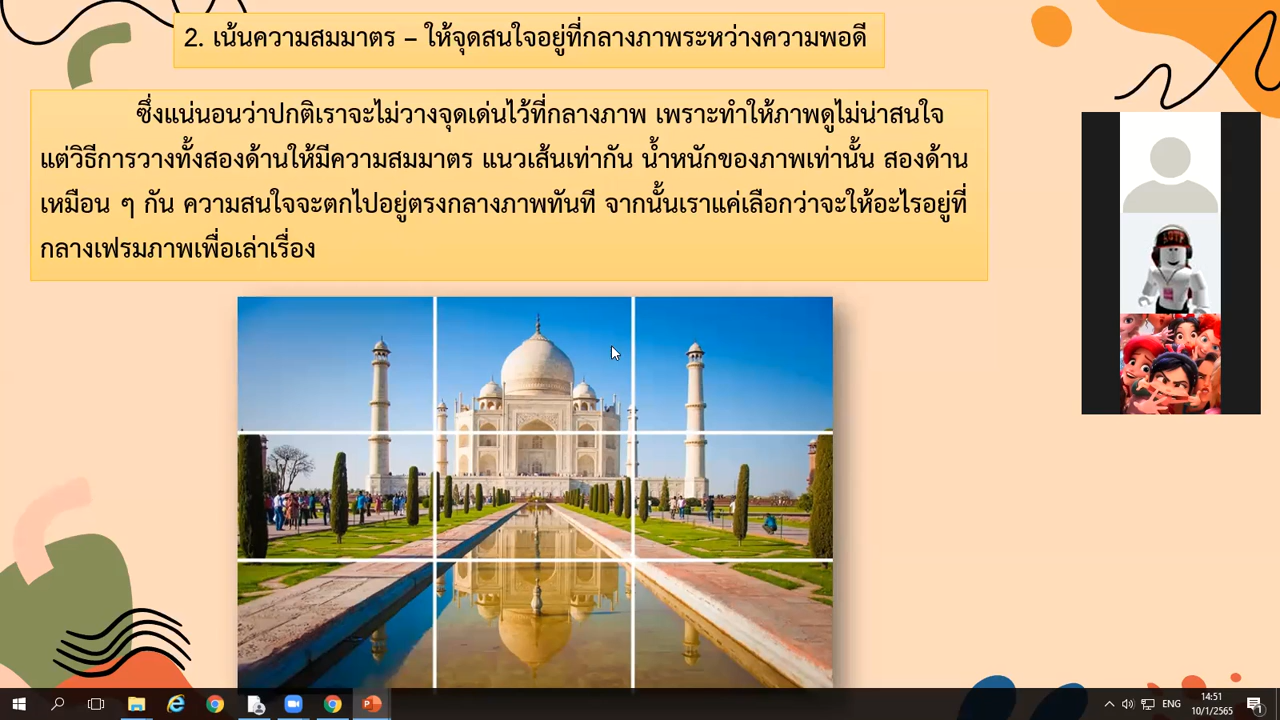 2. เน้นความสมมาตร – ให้จุดสนใจอยู่ที่กลางภาพระหว่างความพอดี
ซึ่งแน่นอนว่าปกติเราจะไม่วางจุดเด่นไว้ที่กลางภาพ เพราะทำให้ภาพดูไม่น่าสนใจ
แต่วิธีการวางทั้งสองด้านให้มีความสมมาตร แนวเส้นเท่ากัน น้ำหนักของภาพเท่านั้น สองด้าน
เหมือน ๆ กัน ความสนใจจะตกไปอยู่ตรงกลางภาพทันที จากนั้นเราแค่เลือกว่าจะให้อะไรอยู่ที่
กลางเฟรมภาพเพื่อเล่าเรื่อง
ENG
14:51
10/1/2565